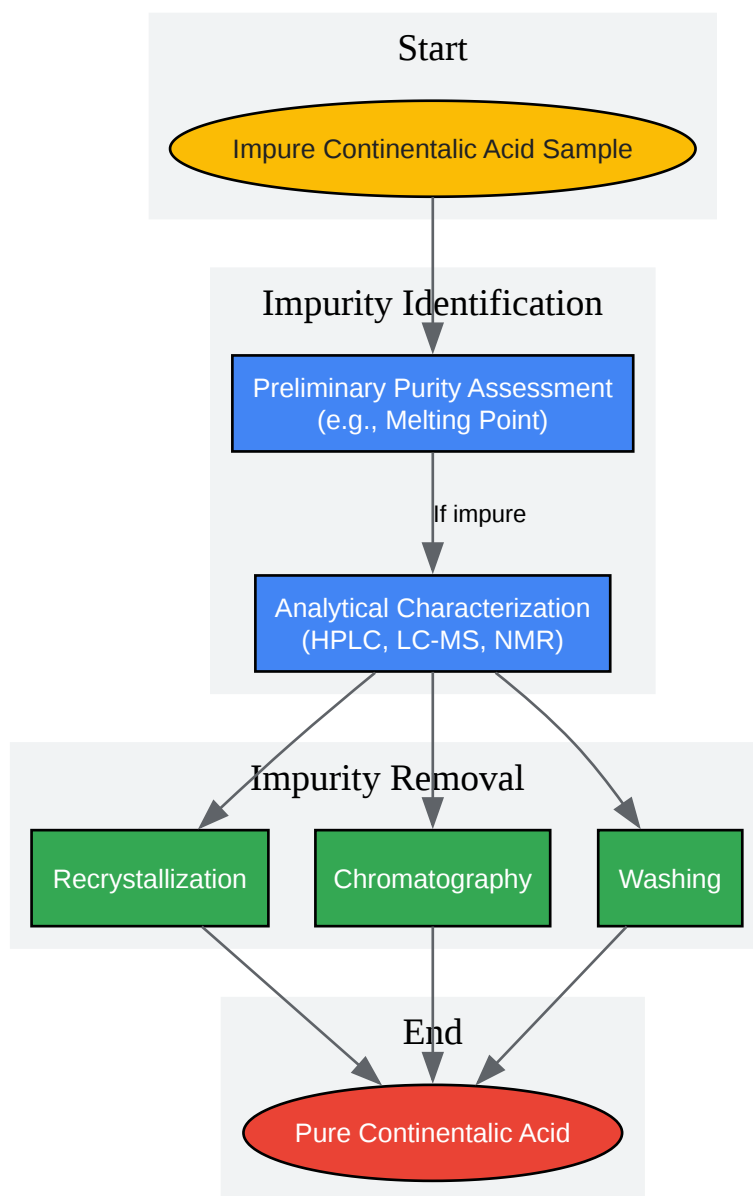 Start
Impure Continentalic Acid Sample
Impurity Identification
Preliminary Purity Assessment
(e.g., Melting Point)
If impure
Analytical Characterization
(HPLC, LC-MS, NMR)
Impurity Removal
Recrystallization
Chromatography
Washing
End
Pure Continentalic Acid